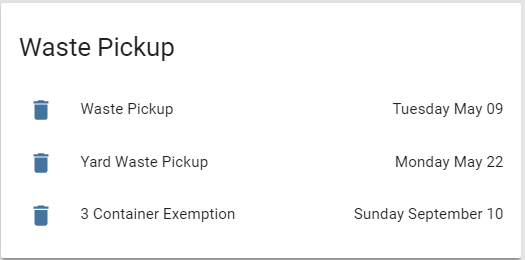 Waste Pickup
Waste Pickup Tuesday May 09
Yard Waste Pickup Monday May 22
3 Container Exemption Sunday September 10